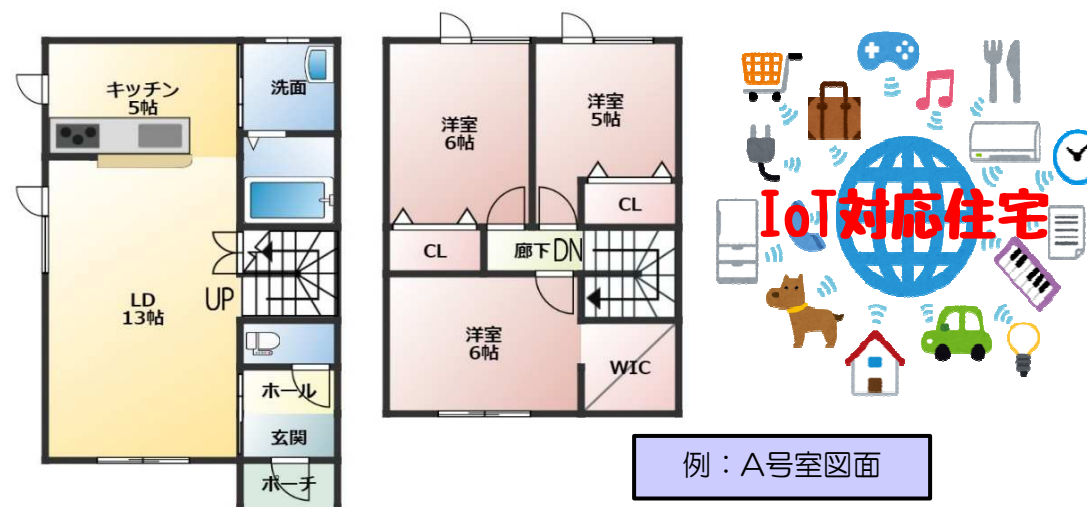 キッチン
5帖
洗面
LD
13帖
UP
ホール
玄関
ポーチ
洋室
6帖
洋室
5帖
CL
CL
廊下
DN
洋室
6帖
WIC
IoT対応住宅
例：A号室図面